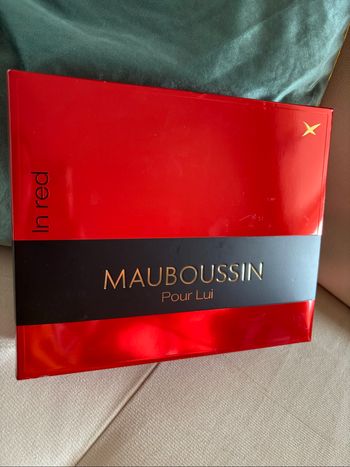 In red
MAUBOUSSIN
Pour Lui